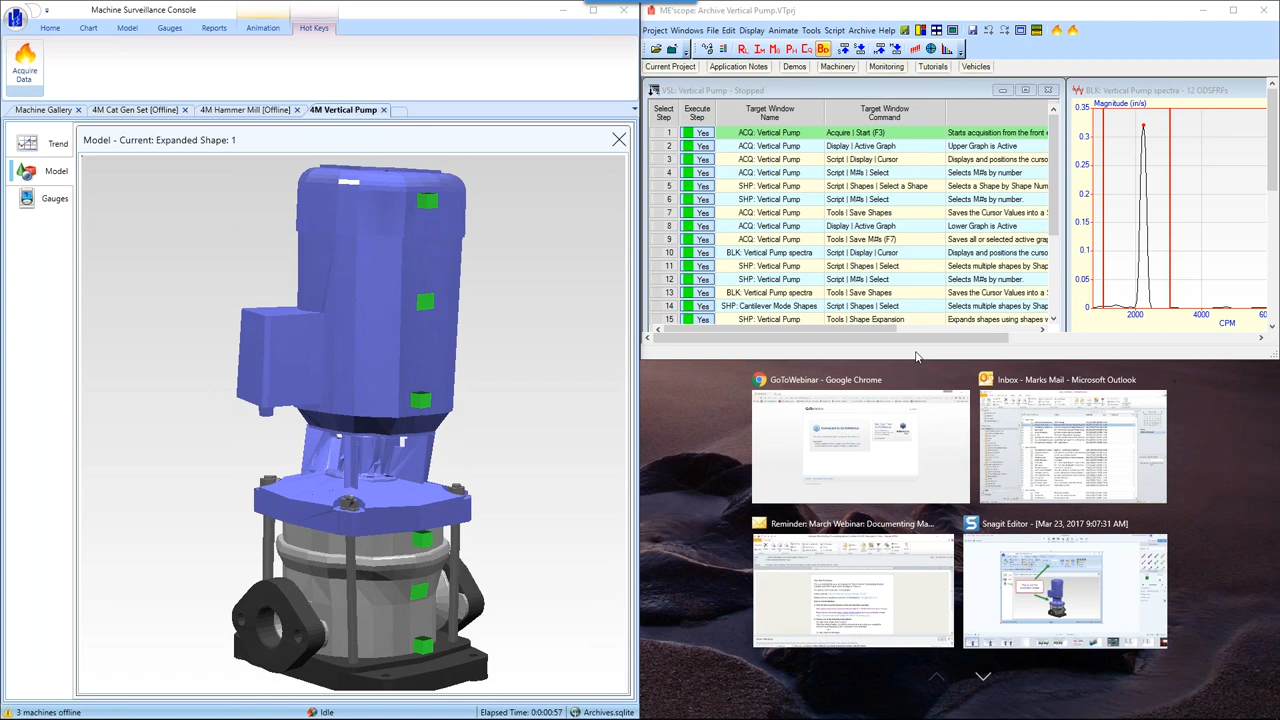 Machine Surveillance Console
Home Chart Model Gauges Reports Animation Hot Keys
Acquire
Data
Machine Gallery 4M Cat Gen Set [Offline] 4M Hammer Mill [Offline] 4M Vertical Pump
Trend
Model
Gauges
Model - Current: Expanded Shape: 1
3 machines offline Idle Elapsed Time: 0:0:00:57 Archives.sqlite
ME'scope: Archive Vertical Pump.VTprj
Project Windows File Edit Display Animate Tools Script Archive Help
Current Project Application Notes Demos Machinery Monitoring Tutorials Vehicles
VSL: Vertical Pump - Stopped
Select Step Execute Step Target Window Name Target Window Command
1 Yes ACQ: Vertical Pump Acquire | Start (F3) Starts acquisition from the front e
2 Yes ACQ: Vertical Pump Display | Active Graph Upper Graph is Active
3 Yes ACQ: Vertical Pump Script | Display | Cursor Displays and positions the curso
4 Yes ACQ: Vertical Pump Script | M#s | Select Selects M#s by number
5 Yes SHP: Vertical Pump Script | Shapes | Select a Shape Selects a Shape by Shape Num
6 Yes SHP: Vertical Pump Script | M#s | Select Selects M#s by number.
7 Yes ACQ: Vertical Pump Tools | Save Shapes Saves the Cursor Values into a S
8 Yes ACQ: Vertical Pump Display | Active Graph Lower Graph is Active
9 Yes ACQ: Vertical Pump Tools | Save M#s (F7) Saves all or selected active grap
10 Yes BLK: Vertical Pump spectra Script | Display | Cursor Displays and positions the curso
11 Yes SHP: Vertical Pump Script | Shapes | Select Selects multiple shapes by Shape
12 Yes SHP: Vertical Pump Script | M#s | Select Selects M#s by number.
13 Yes BLK: Vertical Pump spectra Tools | Save Shapes Saves the Cursor Values into a
14 Yes SHP: Cantilever Mode Shapes Script | Shapes | Select Selects multiple shapes by Shape
15 Yes SHP: Vertical Pump Tools | Shape Expansion Expands shapes using shapes v
BLK: Vertical Pump spectra - 12 ODSFRFs
Magnitude (in/s)
0.35
0.3
0.25
0.2
0.15
0.1
0.05
0
2000 4000 60
CPM
GoToWebinar - Google Chrome
Inbox - Marks Mail - Microsoft Outlook
Reminder: March Webinar: Documenting Ma...
Snagit Editor - [Mar 23, 2017 9:07:31 AM]